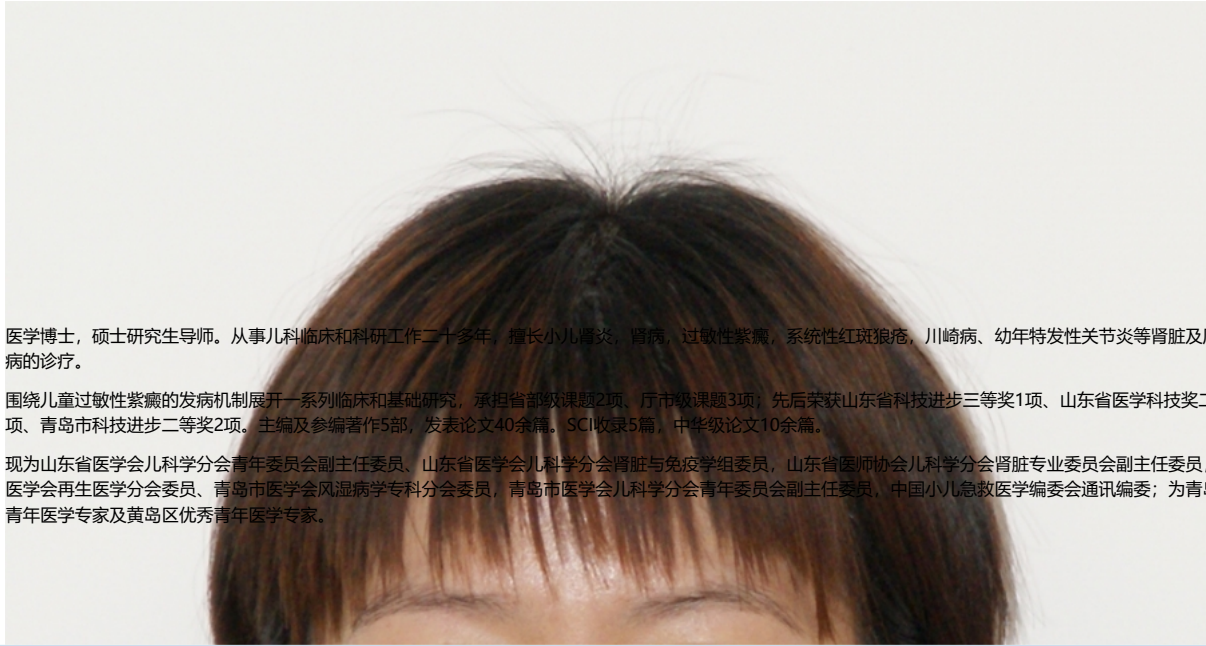 医学博士，硕士研究生导师。从事儿科临床和科研工作二十多年，擅长小儿肾炎，肾病，过敏性紫癜，系统性红斑狼疮，川崎病、幼年特发性关节炎等肾脏及
病的诊疗。
围绕儿童过敏性紫癜的发病机制展开一系列临床和基础研究，承担省部级课题2项、厅市级课题3项；先后荣获山东省科技进步三等奖1项、山东省医学科技奖二
项、青岛市科技进步二等奖2项。主编及参编著作5部，发表论文40余篇。SCI收录5篇，中华级论文10余篇。
现为山东省医学会儿科学分会青年委员会副主任委员、山东省医学会儿科学分会肾脏与免疫学组委员，山东省医师协会儿科学分会肾脏专业委员会副主任委员，
医学会再生医学分会委员、青岛市医学会风湿病学专科分会委员，青岛市医学会儿科学分会青年委员会副主任委员，中国小儿急救医学编委会通讯编委；为青岛
青年医学专家及黄岛区优秀青年医学专家。